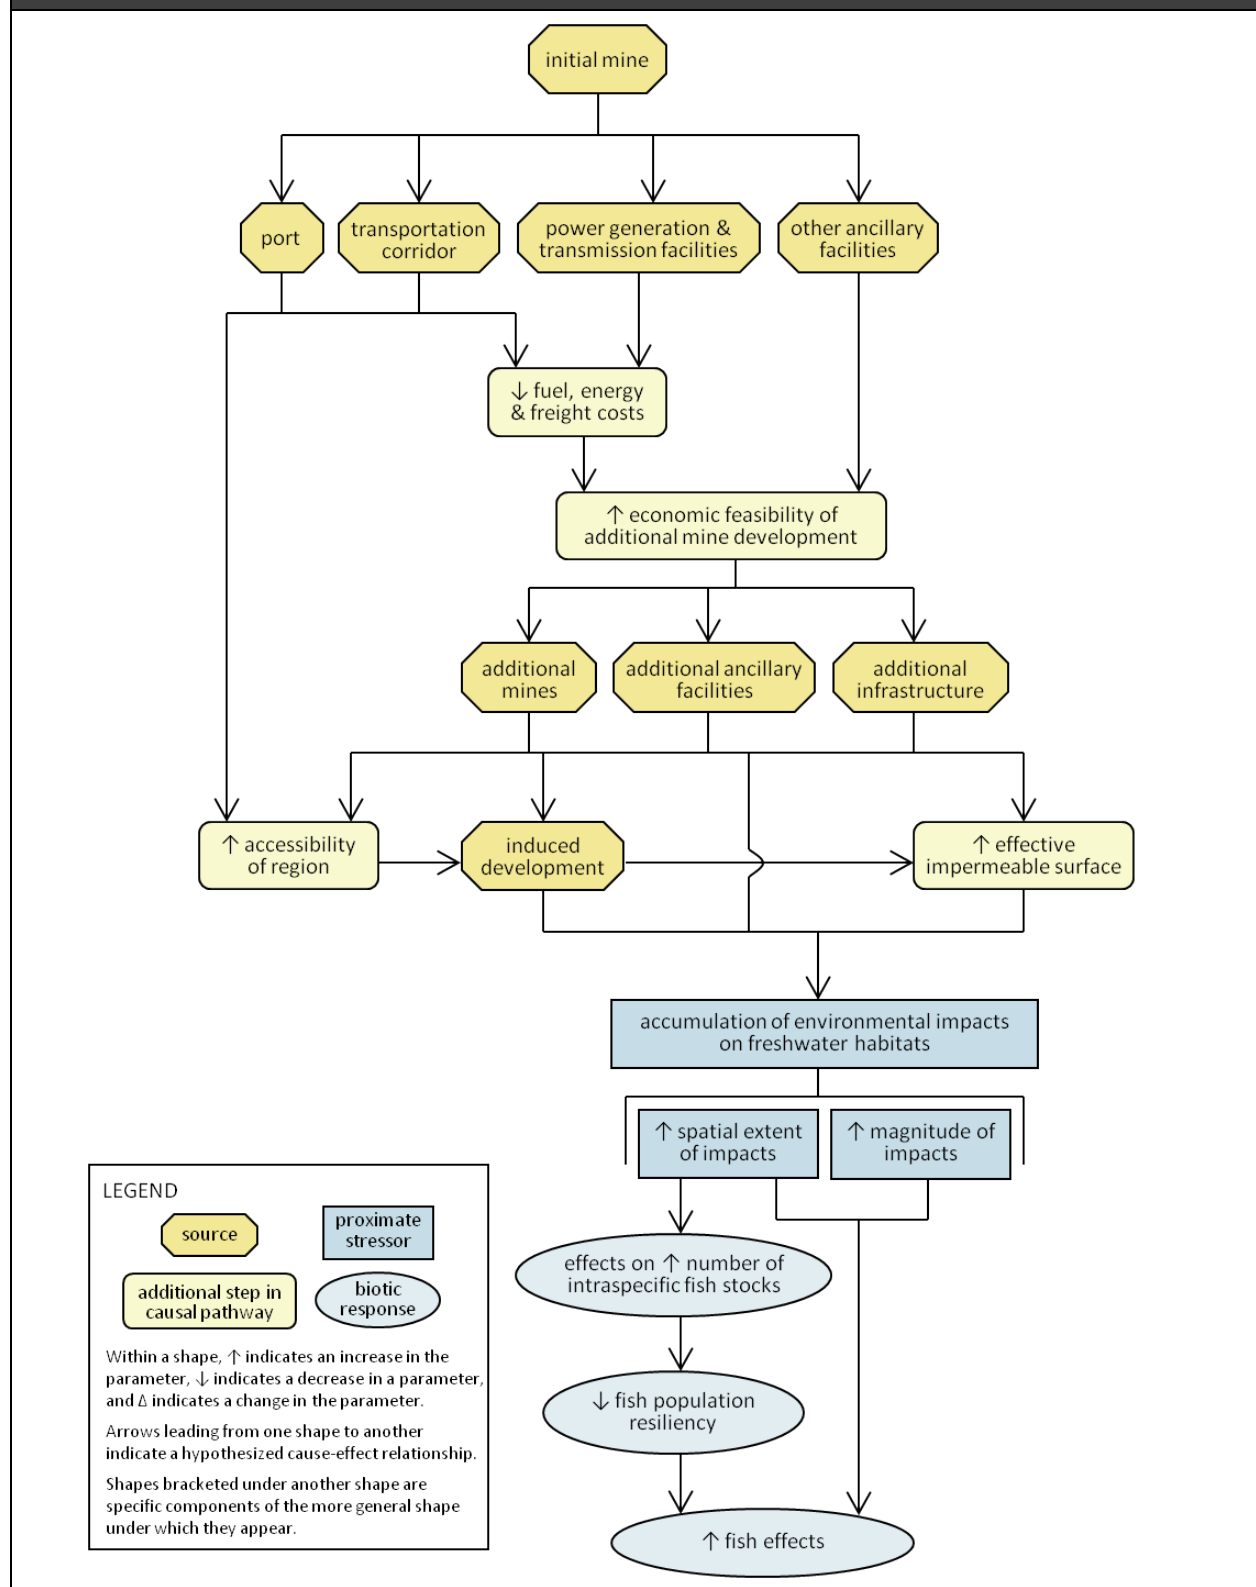 initial mine
port
transportation
corridor
power generation &
transmission facilities
other ancillary
facilities
↓ fuel, energy
& freight costs
↑ economic feasibility of
additional mine development
additional
mines
additional ancillary
facilities
additional
infrastructure
↑ accessibility
of region
induced
development
↑ effective
impermeable surface
accumulation of environmental impacts
on freshwater habitats
↑ spatial extent
of impacts
↑ magnitude of
impacts
effects on ↑ number of
intraspecific fish stocks
↓ fish population
resiliency
↑ fish effects
LEGEND
source
proximate
stressor
additional step in
causal pathway
biotic
response
Within a shape, ↑ indicates an increase in the
parameter, ↓ indicates a decrease in a parameter,
and Δ indicates a change in the parameter.
Arrows leading from one shape to another
indicate a hypothesized cause-effect relationship.
Shapes bracketed under another shape are
specific components of the more general shape
under which they appear.